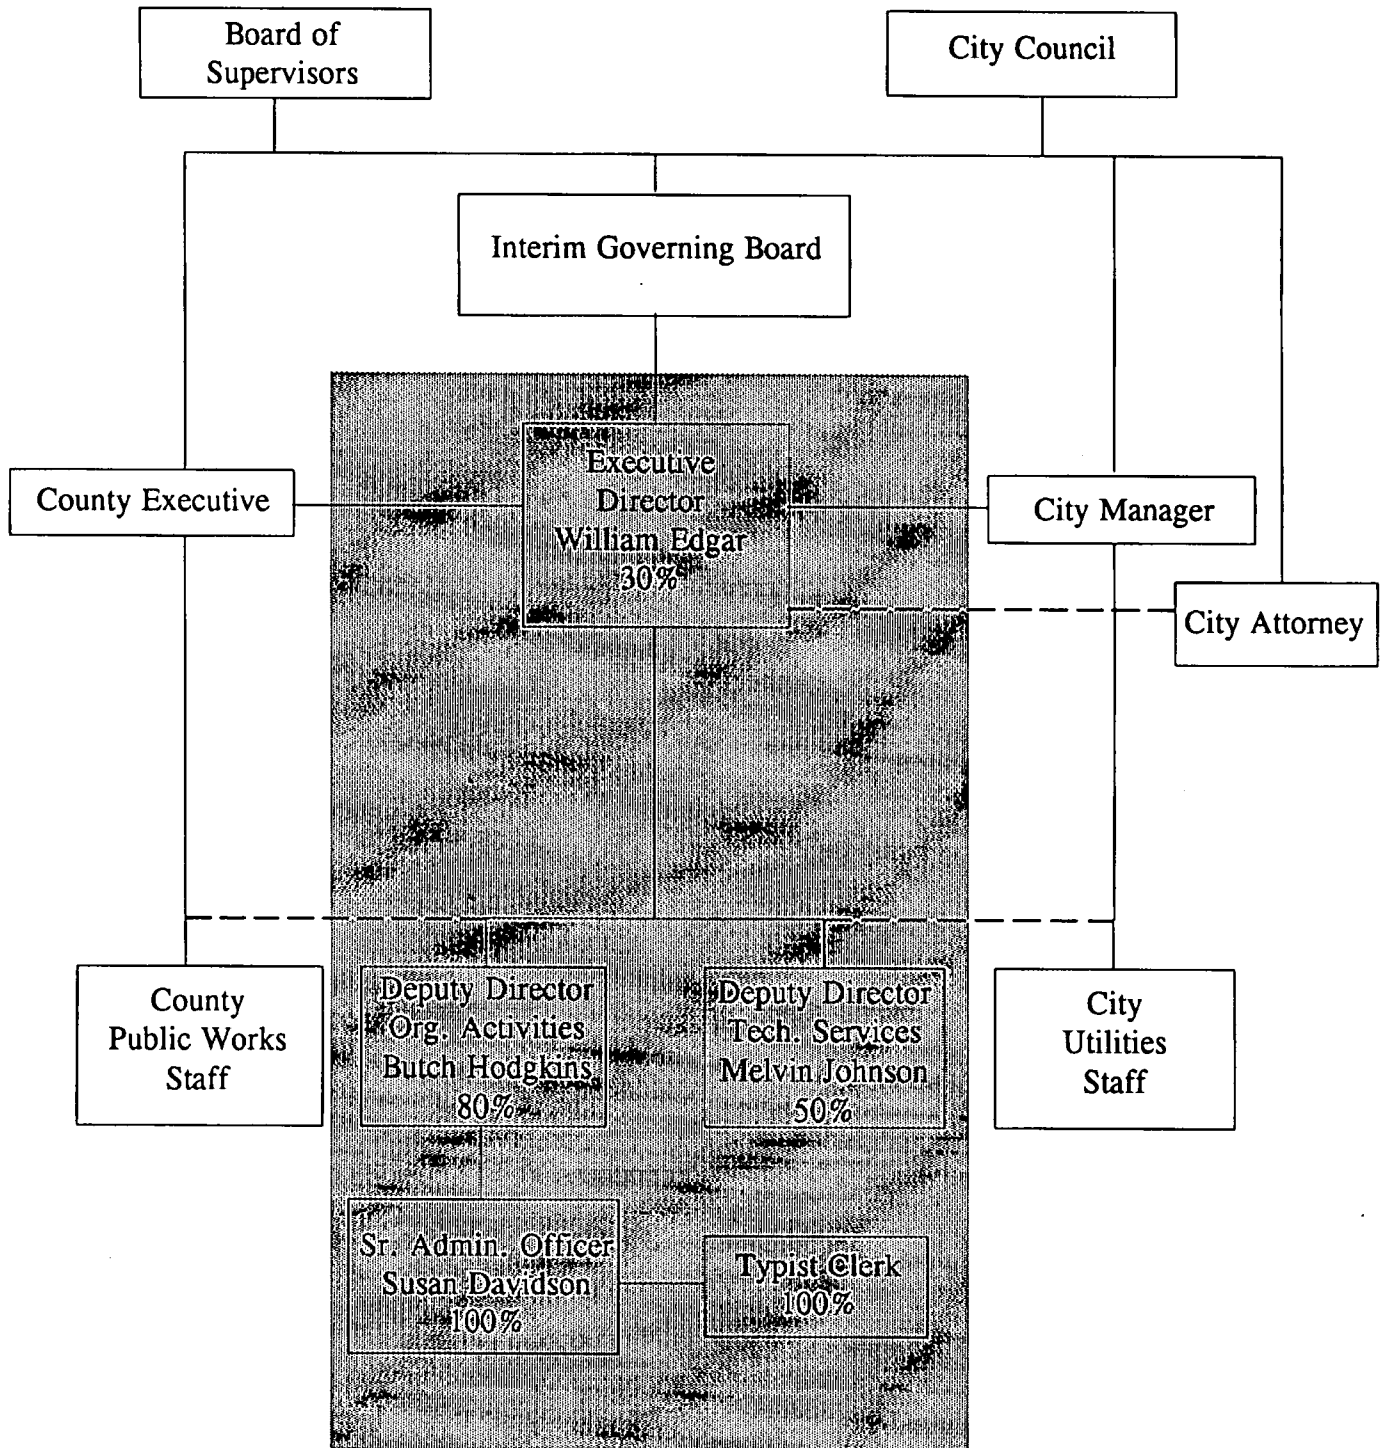 Board of
Supervisors
City Council
Interim Governing Board
Executive
Director
William Edgar
30%
County Executive
City Manager
City Attorney
County
Public Works
Staff
Deputy Director
Org. Activities
Butch Hodgkins
80%
Deputy Director
Tech. Services
Melvin Johnson
50%
City
Utilities
Staff
Sr. Admin. Officer
Susan Davidson
100%
Typist Clerk
100%